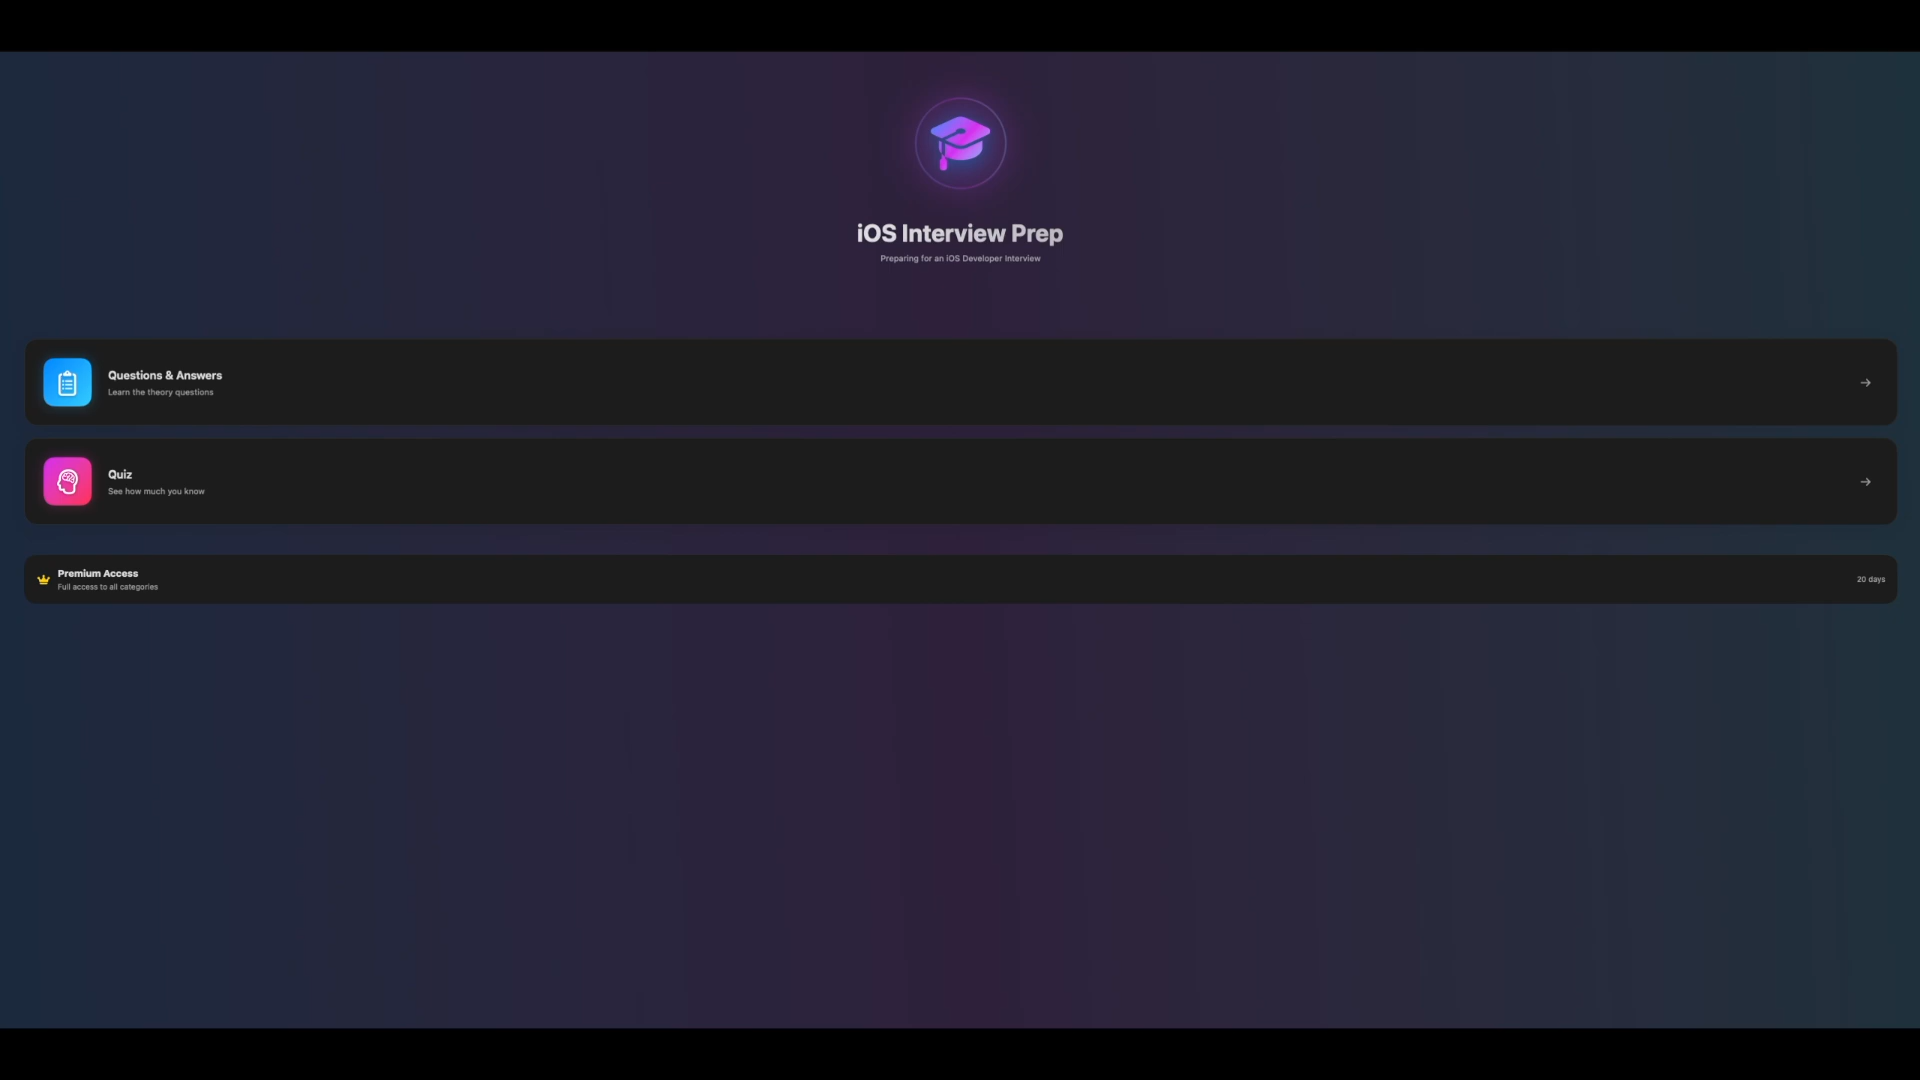 iOS Interview Prep
Preparing for an iOS Developer Interview
Questions & Answers
Learn the theory questions
Quiz
See how much you know
Premium Access
Full access to all categories
20 days